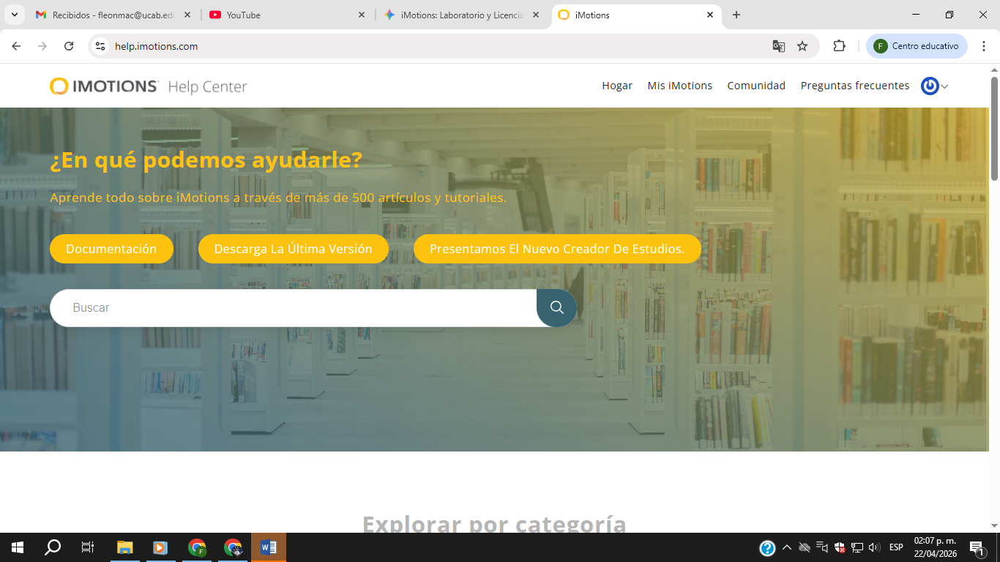 Recibidos - fleonmac@ucab.ed
YouTube
iMotions: Laboratorio y Licencia
iMotions
help.imotions.com
F
Centro educativo
IMOTIONS Help Center
Hogar
Mis iMotions
Comunidad
Preguntas frecuentes
¿En qué podemos ayudarle?
Aprende todo sobre iMotions a través de más de 500 artículos y tutoriales.
Documentación
Descarga La Última Versión
Presentamos El Nuevo Creador De Estudios.
Buscar
Explorar por categoría
ESP
02:07 p. m.
22/04/2026
1